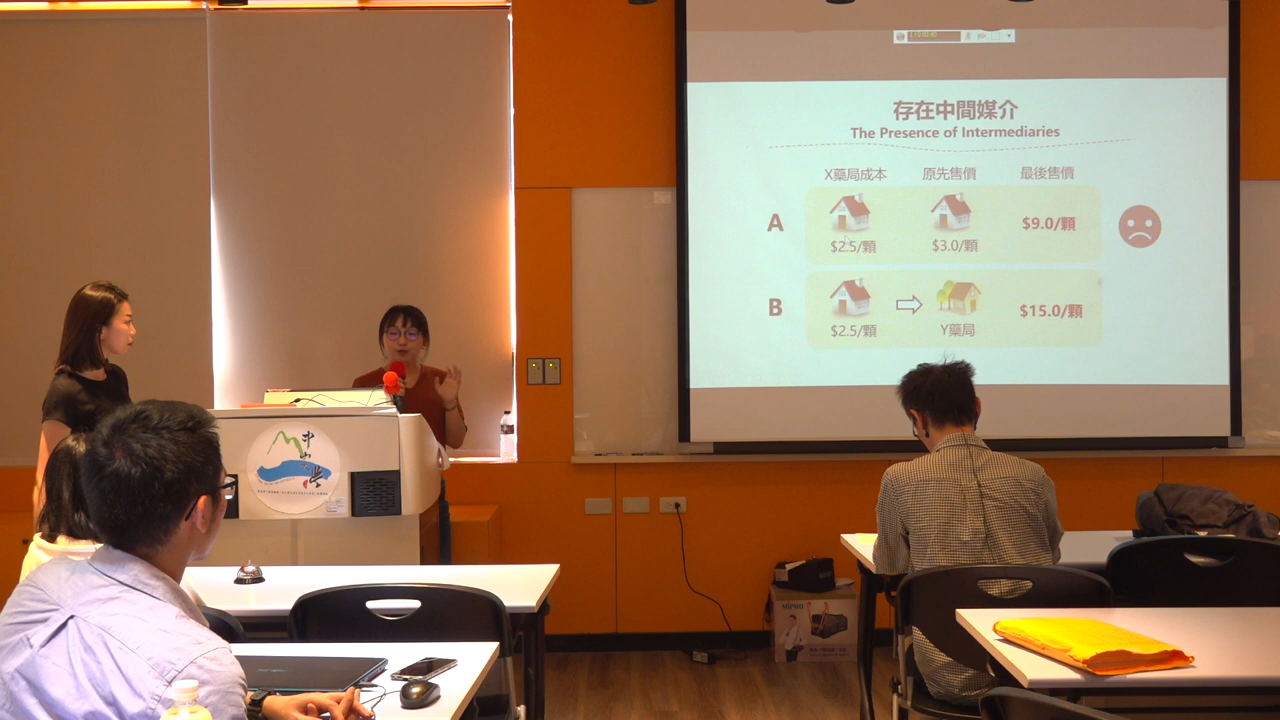 存在中間媒介
The Presence of Intermediaries
X藥局成本 原先售價 最後售價
A
$2.5/顆 $3.0/顆 $9.0/顆
B
$2.5/顆 Y藥局 $15.0/顆
MIPRO